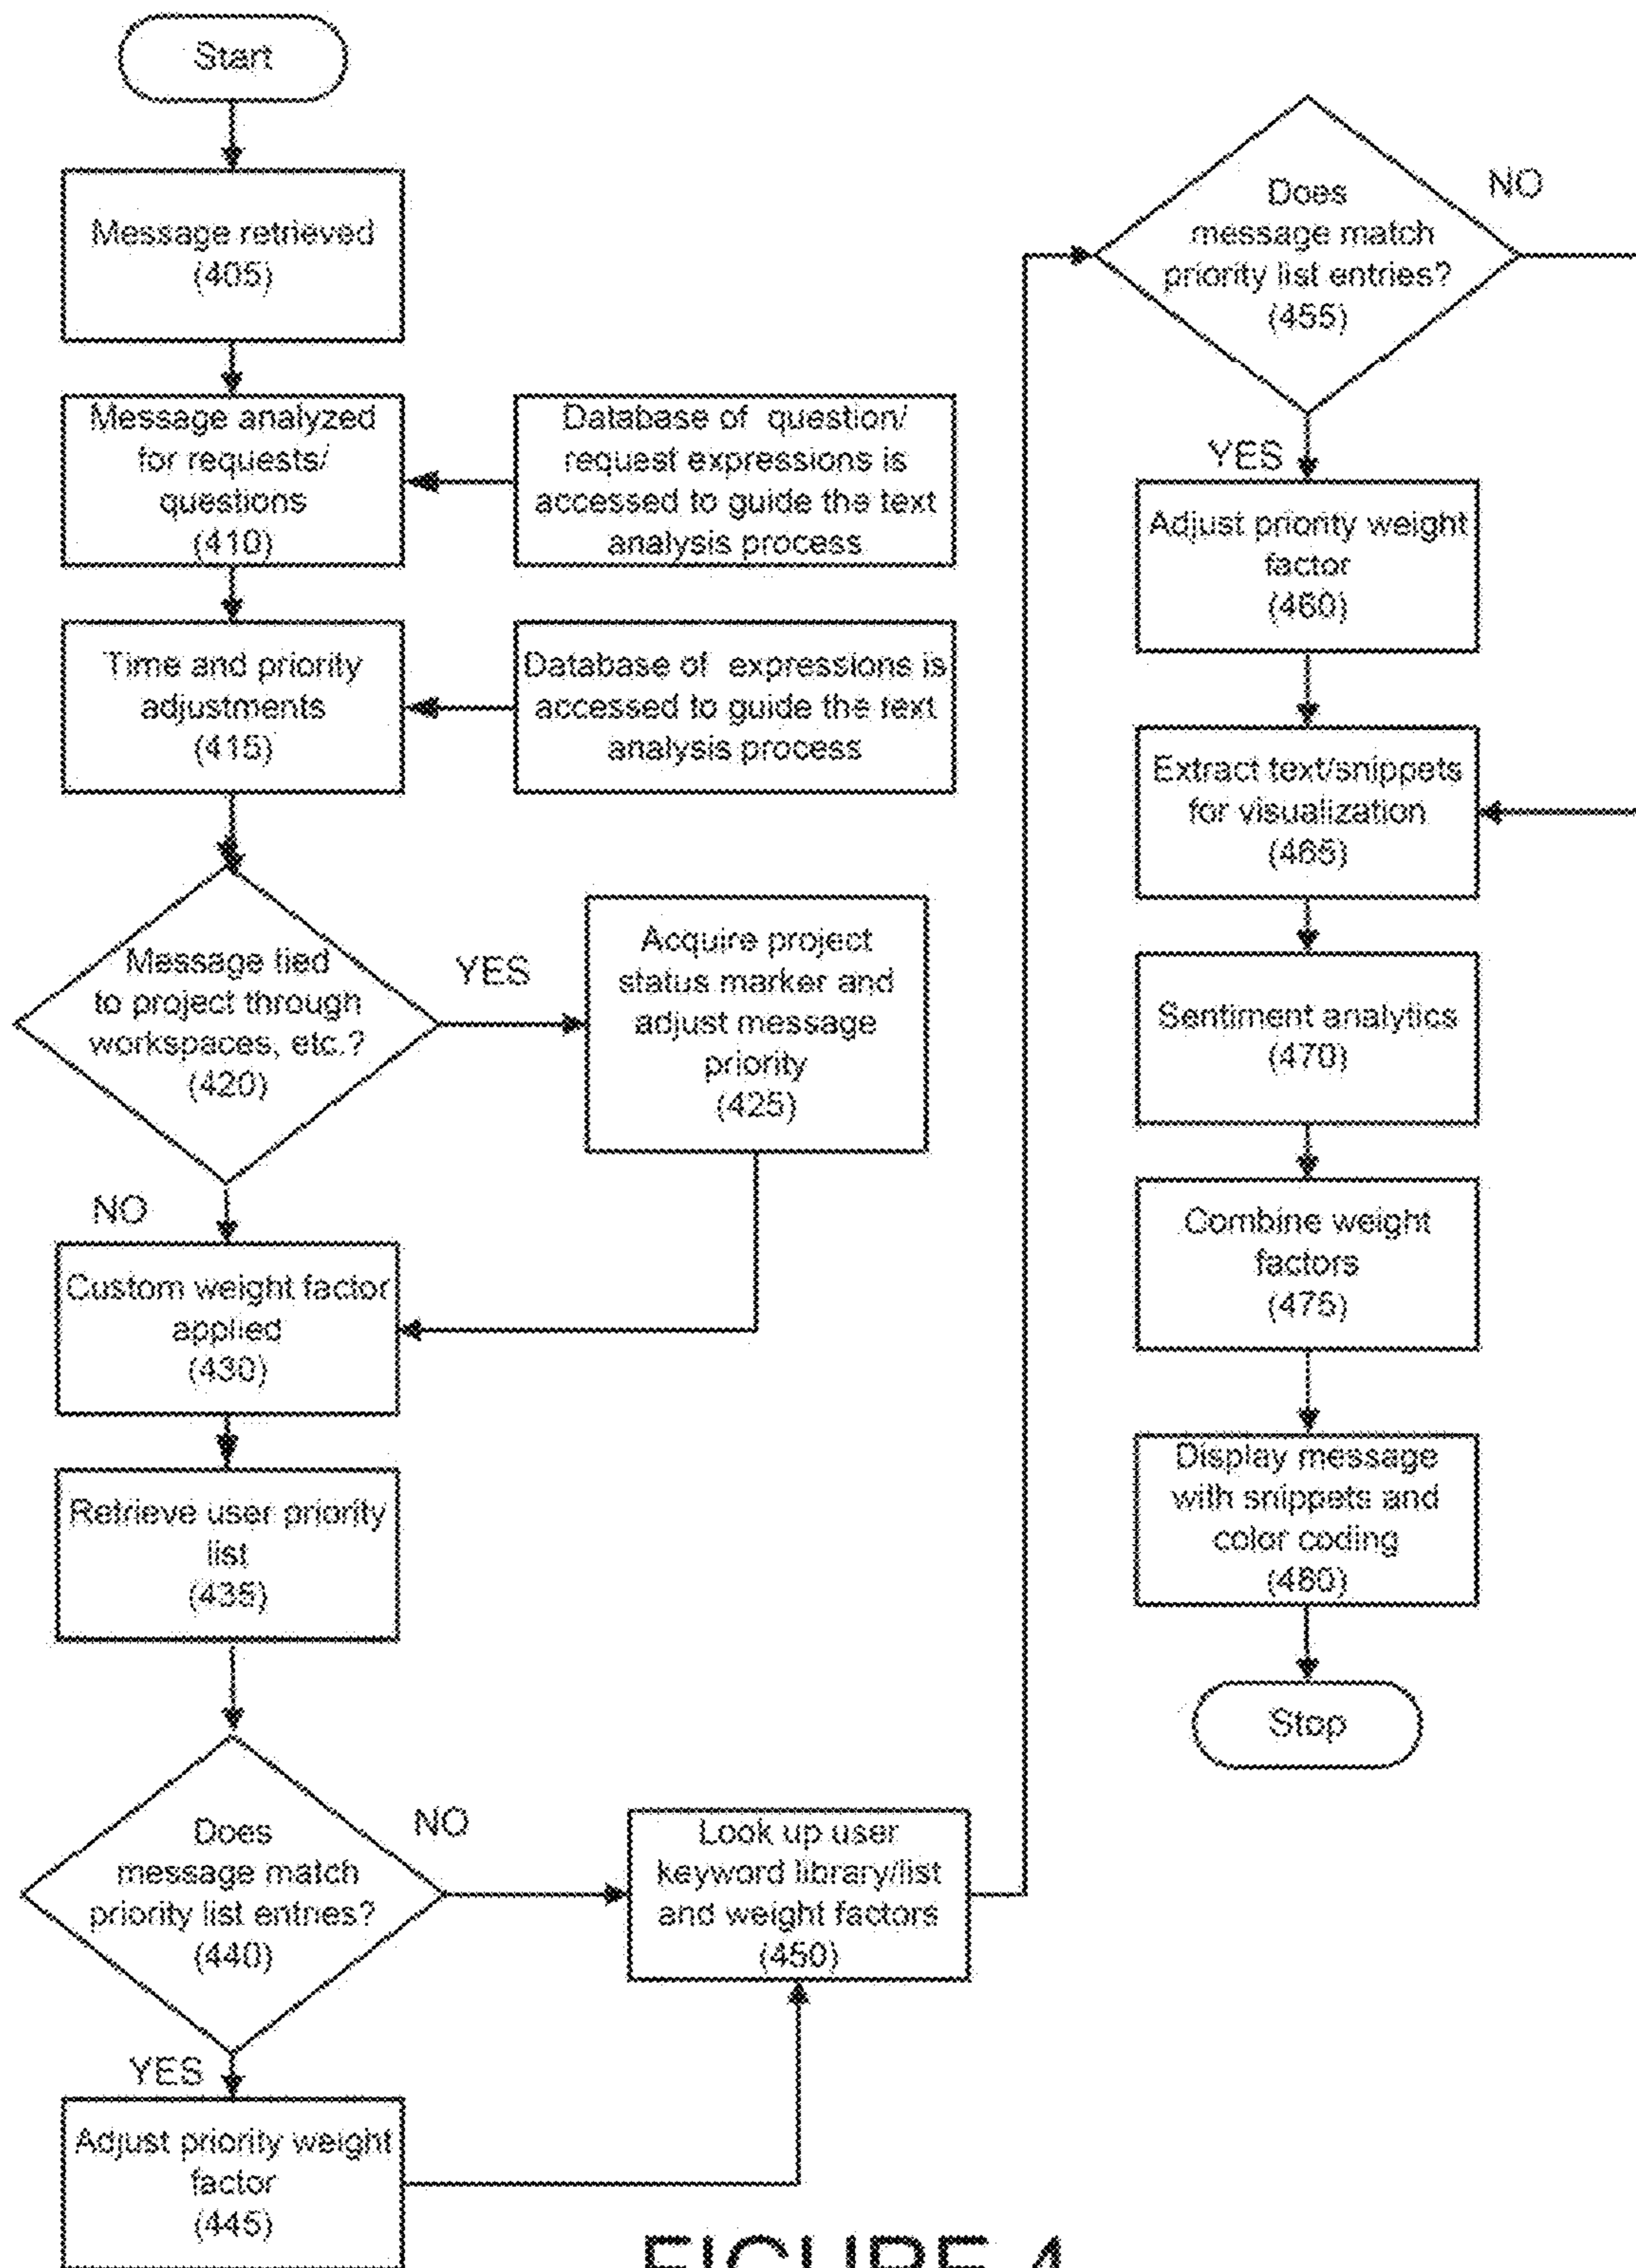 Start
Message retrieved
(405)
Message analyzed
for requests/
questions
(410)
Database of question/
request expressions is
accessed to guide the text
analysis process
Time and priority
adjustments
(415)
Database of expressions is
accessed to guide the text
analysis process
Message tied
to project through
workspaces, etc.?
(420)
YES
Acquire project
status marker and
adjust message
priority
(425)
NO
Custom weight factor
applied
(430)
Retrieve user priority
list
(435)
Does
message match
priority list entries?
(440)
NO
Look up user
keyword library/list
and weight factors
(450)
YES
Adjust priority weight
factor
(445)
Does
message match
priority list entries?
(455)
NO
YES
Adjust priority weight
factor
(460)
Extract text/snippets
for visualization
(465)
Sentiment analytics
(470)
Combine weight
factors
(475)
Display message
with snippets and
color coding
(480)
Stop
FIGURE 4